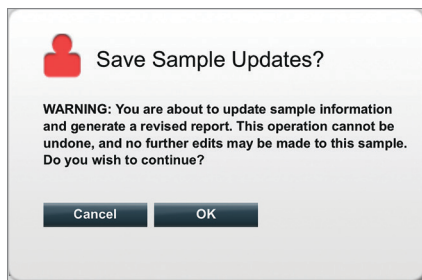 Save Sample Updates?
WARNING: You are about to update sample information
and generate a revised report. This operation cannot be
undone, and no further edits may be made to this sample.
Do you wish to continue?
Cancel OK